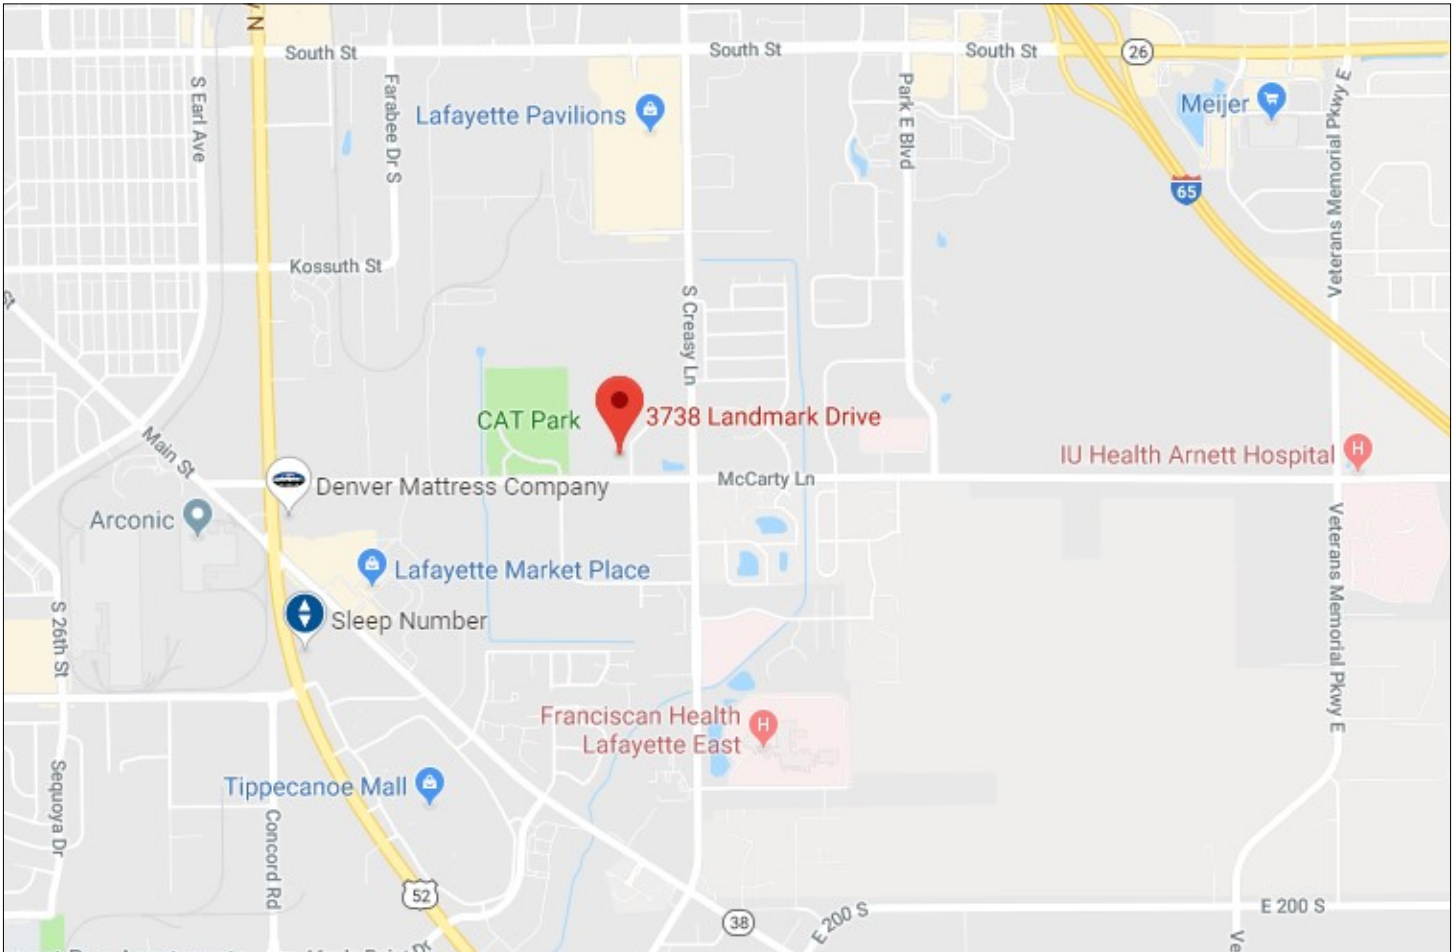 South St
South St
South St
26
S Earl Ave
Farabee Dr S
Park E Blvd
Lafayette Pavilions
Meijer
Veterans Memorial Pkwy E
65
Kossuth St
St
S Creasy Ln
CAT Park
3738 Landmark Drive
Main St
IU Health Arnett Hospital
McCarty Ln
Denver Mattress Company
Arconic
Lafayette Market Place
Sleep Number
S 26th St
Veterans Memorial Pkwy E
Franciscan Health
Lafayette East
H
H
Tippecanoe Mall
Sequoya Dr
Concord Rd
52
38
E 200 S
E 200 S
Ve
Dr
N